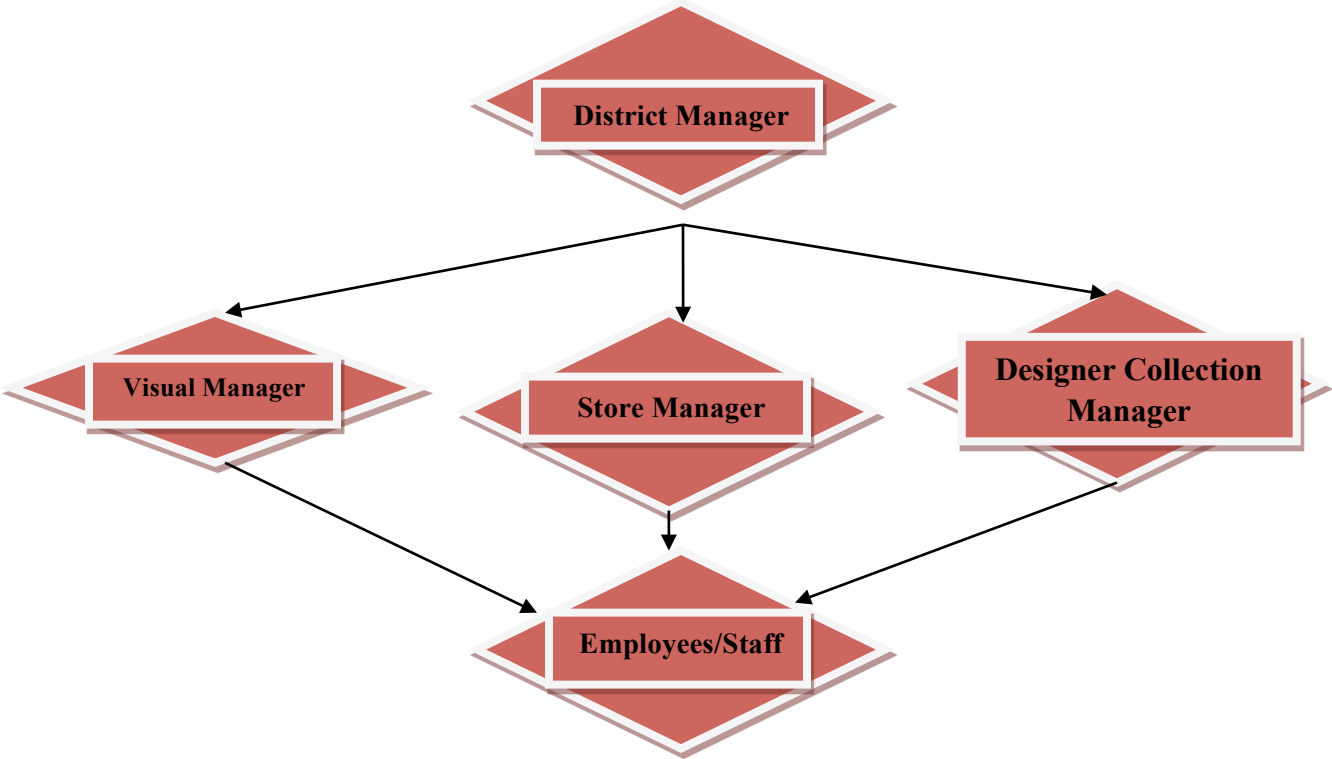 District Manager
Visual Manager
Store Manager
Designer Collection
Manager
Employees/Staff